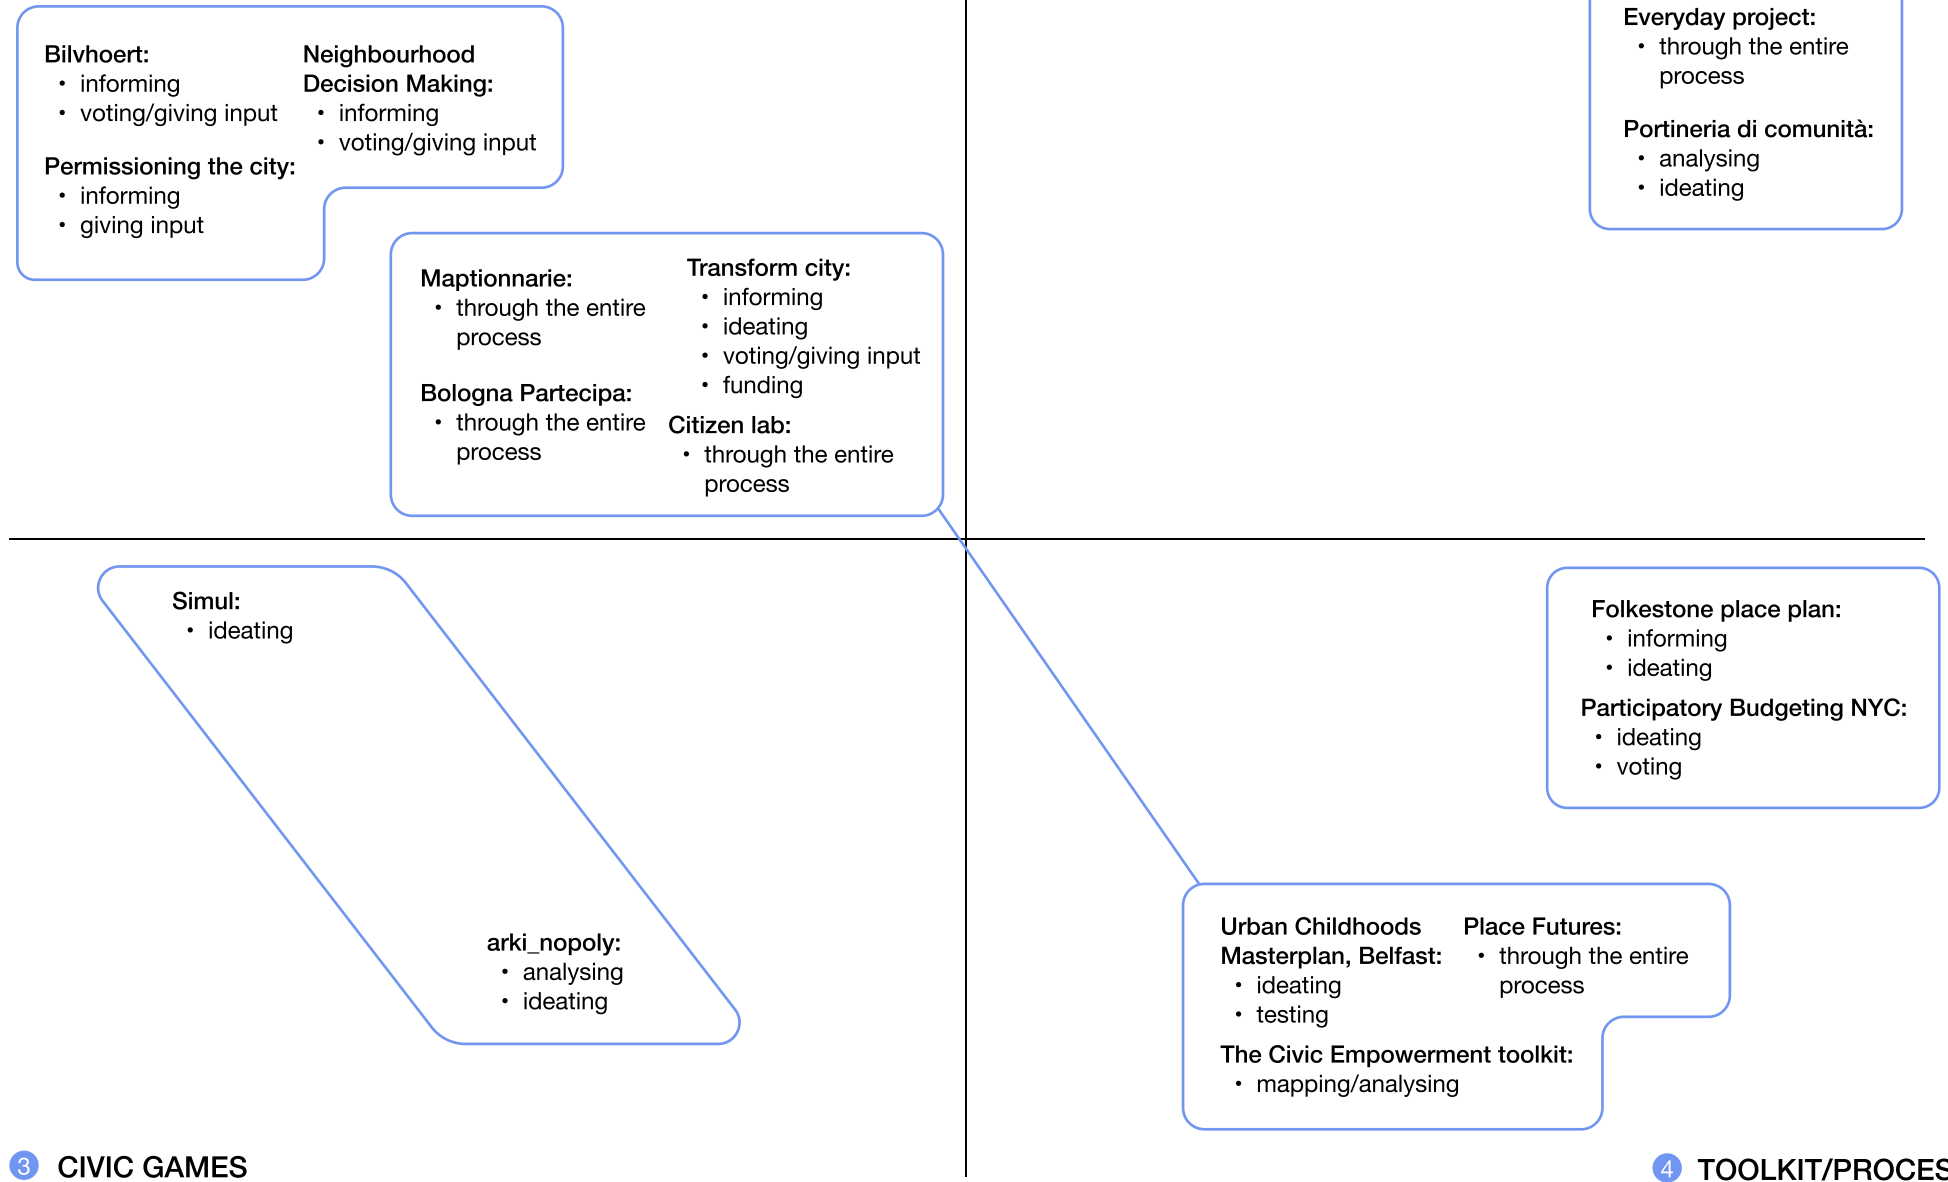 Bilvhoert:
• informing
• voting/giving input
Permissioning the city:
• informing
• giving input
Neighbourhood
Decision Making:
• informing
• voting/giving input
Everyday project:
• through the entire
process
Portineria di comunità:
• analysing
• ideating
Maptionnarie:
• through the entire
process
Bologna Partecipa:
• through the entire
process
Transform city:
• informing
• ideating
• voting/giving input
• funding
Citizen lab:
• through the entire
process
Simul:
• ideating
arki_nopoly:
• analysing
• ideating
Folkestone place plan:
• informing
• ideating
Participatory Budgeting NYC:
• ideating
• voting
Urban Childhoods
Masterplan, Belfast:
• ideating
• testing
Place Futures:
• through the entire
process
The Civic Empowerment toolkit:
• mapping/analysing
3 CIVIC GAMES
4 TOOLKIT/PROCES